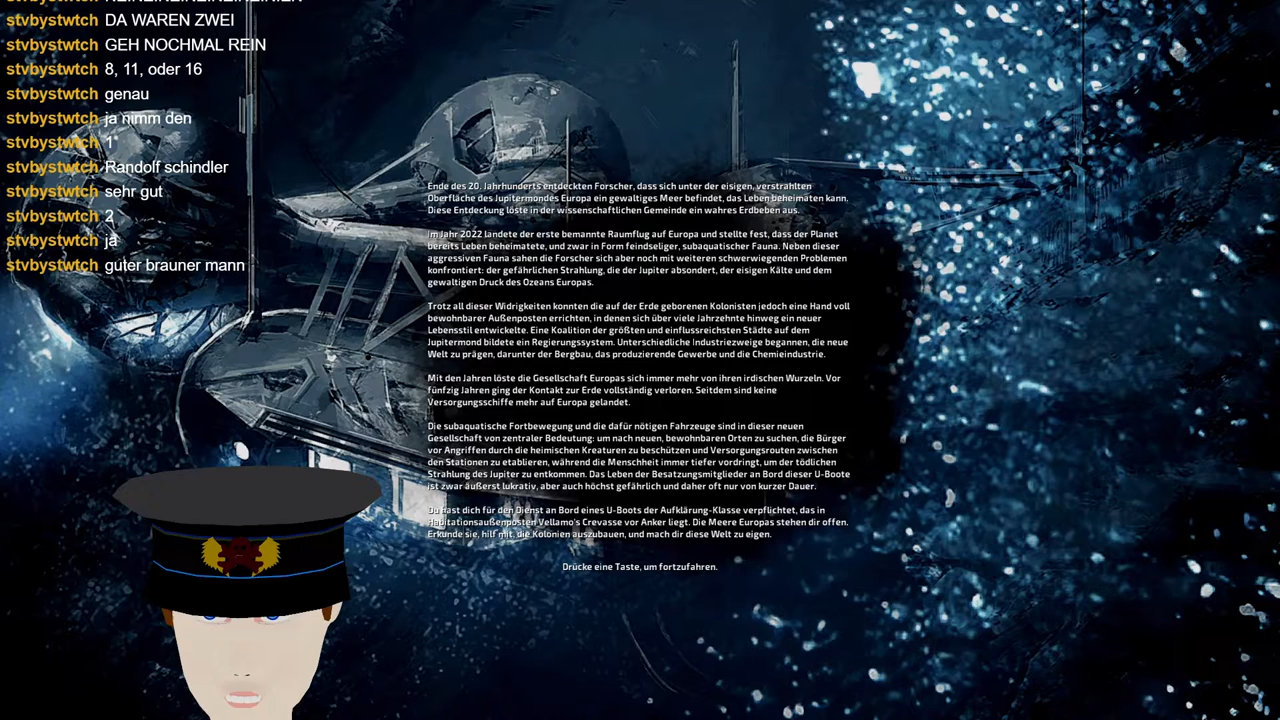 stvbystwtch DA WAREN ZWEI
stvbystwtch GEH NOCHMAL REIN
stvbystwtch 8, 11, oder 16
stvbystwtch genau
stvbystwtch ja nimm den
stvbystwtch 1
stvbystwtch Randolf schindler
stvbystwtch sehr gut
stvbystwtch 2
stvbystwtch ja
stvbystwtch guter brauner mann
Ende des 20. Jahrhunderts entdeckten Forscher, dass sich unter der eisigen, verstrahlten
Oberfläche des Jupitermondes Europa ein gewaltiges Meer befindet, das Leben beheimaten kann.
Diese Entdeckung löste in der wissenschaftlichen Gemeinde ein wahres Erdbeben aus.
Im Jahr 2022 landete der erste bemannte Raumflug auf Europa und stellte fest, dass der Planet
bereits Leben beheimatete, und zwar in Form feindseliger, subaquatischer Fauna. Neben dieser
aggressiven Fauna sahen die Forscher sich aber noch mit weiteren schwerwiegenden Problemen
konfrontiert: der gefährlichen Strahlung, die der Jupiter absondert, der eisigen Kälte und dem
gewaltigen Druck des Ozeans Europas.
Trotz all dieser Widrigkeiten konnten die auf der Erde geborenen Kolonisten jedoch eine Hand voll
bewohnbarer Außenposten errichten, in denen sich über viele Jahrzehnte hinweg ein neuer
Lebensstil entwickelte. Eine Koalition der größten und einflussreichsten Städte auf dem
Jupitermond bildete ein Regierungssystem. Unterschiedliche Industriezweige begannen, die neue
Welt zu prägen, darunter der Bergbau, das produzierende Gewerbe und die Chemieindustrie.
Mit den Jahren löste die Gesellschaft Europas sich immer mehr von ihren irdischen Wurzeln. Vor
fünfzig Jahren ging der Kontakt zur Erde vollständig verloren. Seitdem sind keine
Versorgungsschiffe mehr auf Europa gelandet.
Die subaquatische Fortbewegung und die dafür nötigen Fahrzeuge sind in dieser neuen
Gesellschaft von zentraler Bedeutung: um nach neuen, bewohnbaren Orten zu suchen, die Bürger
vor Angriffen durch die heimischen Kreaturen zu beschützen und Versorgungsrouten zwischen
den Stationen zu etablieren, während die Menschheit immer tiefer vordringt, um der tödlichen
Strahlung des Jupiter zu entkommen. Das Leben der Besatzungsmitglieder an Bord dieser U-Boote
ist zwar äußerst lukrativ, aber auch höchst gefährlich und daher oft nur von kurzer Dauer.
Du hast dich für den Dienst an Bord eines U-Boots der Aufklärung-Klasse verpflichtet, das in
Habitationsaußenposten Vellamo's Crevasse vor Anker liegt. Die Meere Europas stehen dir offen.
Erkunde sie, hilf mit, die Kolonien auszubauen, und mach dir diese Welt zu eigen.
Drücke eine Taste, um fortzufahren.